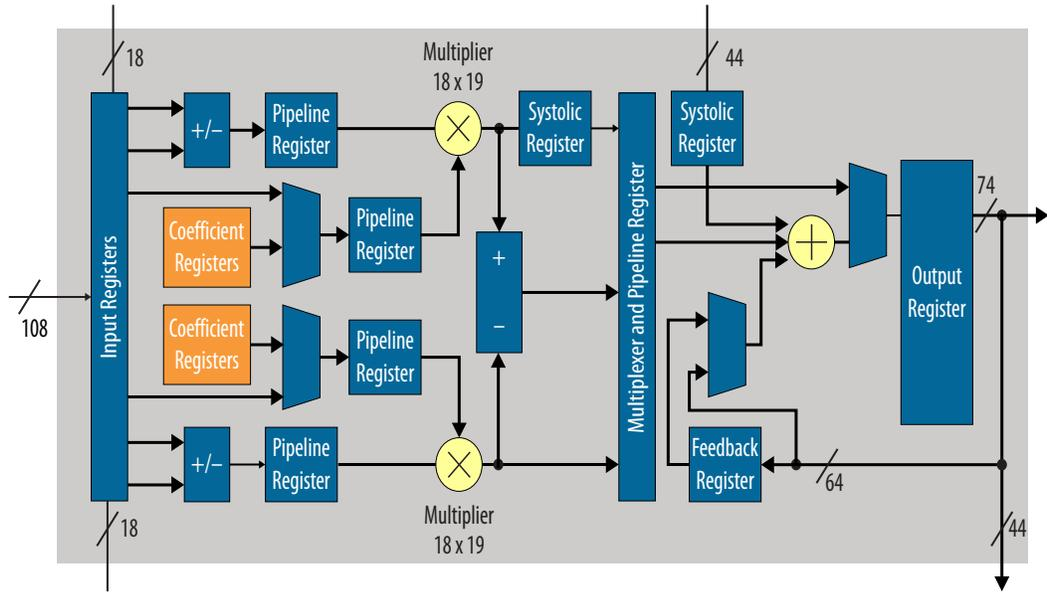 18
44
Multiplier
18 x 19
+/−
Pipeline
Register
Systolic
Register
Systolic
Register
Coefficient
Registers
Pipeline
Register
74
Input Registers
+
−
Multiplexer and Pipeline Register
+
Output
Register
108
Coefficient
Registers
Pipeline
Register
+/−
Pipeline
Register
Feedback
Register
64
18
Multiplier
18 x 19
44